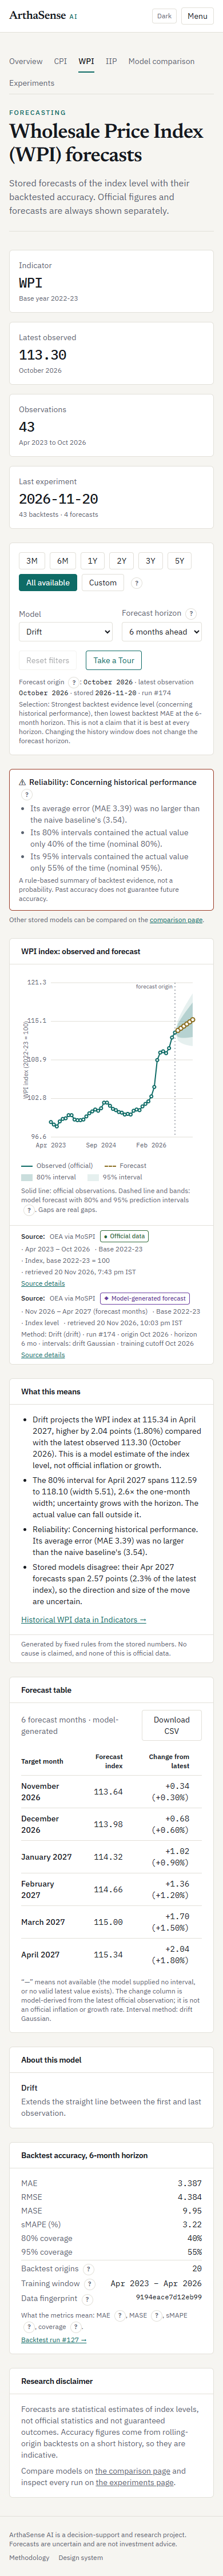 ArthaSense AI
Dark
Menu
Overview CPI WPI IIP Model comparison
Experiments
FORECASTING
Wholesale Price Index
(WPI) forecasts
Stored forecasts of the index level with their
backtested accuracy. Official figures and
forecasts are always shown separately.
Indicator
WPI
Base year 2022-23
Latest observed
113.30
October 2026
Observations
43
Apr 2023 to Oct 2026
Last experiment
2026-11-20
43 backtests · 4 forecasts
3M 6M 1Y 2Y 3Y 5Y
All available Custom ?
Model
Drift
Forecast horizon ?
6 months ahead
Reset filters Take a Tour
Forecast origin ?: October 2026 · latest observation
October 2026 · stored 2026-11-20 · run #174
Selection: Strongest backtest evidence level (concerning
historical performance), then lowest backtest MAE at the 6-
month horizon. This is not a claim that it is best at every
horizon. Changing the history window does not change the
forecast horizon.
⚠ Reliability: Concerning historical performance
?
• Its average error (MAE 3.39) was no larger than
the naive baseline's (3.54).
• Its 80% intervals contained the actual value
only 40% of the time (nominal 80%).
• Its 95% intervals contained the actual value
only 55% of the time (nominal 95%).
A rule-based summary of backtest evidence, not a
probability. Past accuracy does not guarantee future
accuracy.
Other stored models can be compared on the comparison page.
WPI index: observed and forecast
121.3
forecast origin
115.1
108.9
102.8
96.6
WPI index (2022-23 = 100)
Apr 2023 Sep 2024 Feb 2026
Observed (official) Forecast
80% interval 95% interval
Solid line: official observations. Dashed line and bands:
model forecast with 80% and 95% prediction intervals
?. Gaps are real gaps.
Source: OEA via MoSPI ● Official data
· Apr 2023 – Oct 2026 · Base 2022-23
· Index, base 2022-23 = 100
· retrieved 20 Nov 2026, 7:43 pm IST
Source details
Source: OEA via MoSPI ◆ Model-generated forecast
· Nov 2026 – Apr 2027 (forecast months) · Base 2022-23
· Index level · retrieved 20 Nov 2026, 10:03 pm IST
Method: Drift (drift) · run #174 · origin Oct 2026 · horizon
6 mo · intervals: drift Gaussian · training cutoff Oct 2026
Source details
What this means
• Drift projects the WPI index at 115.34 in April
2027, higher by 2.04 points (1.80%) compared
with the latest observed 113.30 (October
2026). This is a model estimate of the index
level, not official inflation or growth.
• The 80% interval for April 2027 spans 112.59
to 118.10 (width 5.51), 2.6× the one-month
width; uncertainty grows with the horizon. The
actual value can fall outside it.
• Reliability: Concerning historical performance.
Its average error (MAE 3.39) was no larger
than the naive baseline's (3.54).
• Stored models disagree: their Apr 2027
forecasts span 2.57 points (2.3% of the latest
index), so the direction and size of the move
are uncertain.
Historical WPI data in Indicators →
Generated by fixed rules from the stored numbers. No
cause is claimed, and none of this is official data.
Forecast table
6 forecast months · model-
generated
Download
CSV
Target month Forecast index Change from latest
November 2026 113.64 +0.34 (+0.30%)
December 2026 113.98 +0.68 (+0.60%)
January 2027 114.32 +1.02 (+0.90%)
February 2027 114.66 +1.36 (+1.20%)
March 2027 115.00 +1.70 (+1.50%)
April 2027 115.34 +2.04 (+1.80%)
"—" means not available (the model supplied no interval,
or no valid latest value exists). The change column is
model-derived from the latest official observation; it is not
an official inflation or growth rate. Interval method: drift
Gaussian.
About this model
Drift
Extends the straight line between the first and last
observation.
Backtest accuracy, 6-month horizon
MAE 3.387
RMSE 4.384
MASE 9.95
sMAPE (%) 3.22
80% coverage 40%
95% coverage 55%
Backtest origins ? 20
Training window ? Apr 2023 – Apr 2026
Data fingerprint ? 9194eace7d12eb99
What the metrics mean: MAE ?, MASE ?, sMAPE
?, coverage ?.
Backtest run #127 →
Research disclaimer
Forecasts are statistical estimates of index levels,
not official statistics and not guaranteed
outcomes. Accuracy figures come from rolling-
origin backtests on a short history, so they are
indicative.
Compare models on the comparison page and
inspect every run on the experiments page.
ArthaSense AI is a decision-support and research project.
Forecasts are uncertain and are not investment advice.
Methodology Design system